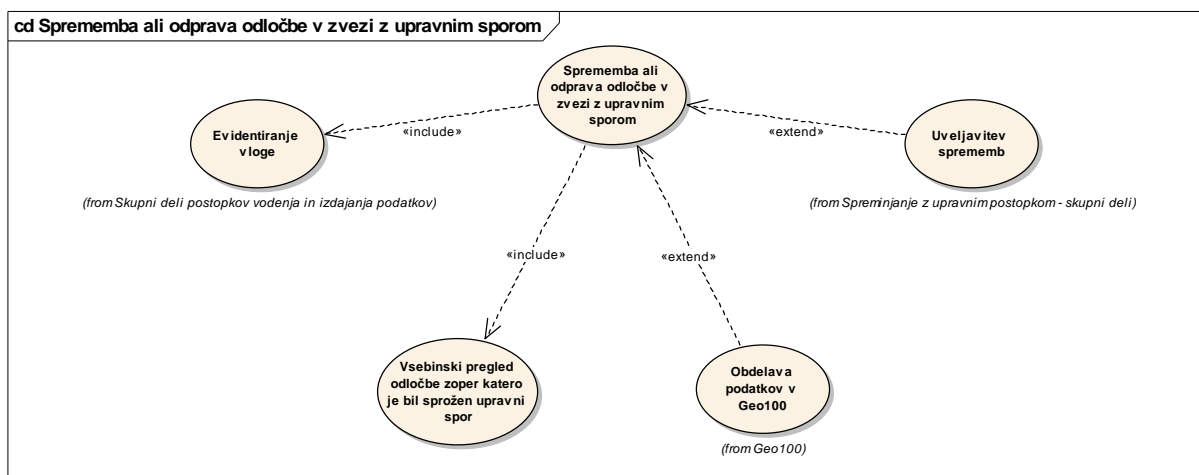 cd Sprememba ali odprava odločbe v zvezi z upravnim sporom
Sprememba ali
odprava odločbe v
zvezi z upravnim
sporom
Evidentiranje
vloge
«include»
«extend»
Uveljavitev
sprememb
(from Skupni deli postopkov vodenja in izdajanja podatkov)
(from Spreminjanje z upravnim postopkom - skupni deli)
«include»
«extend»
Vsebinski pregled
odločbe zoper katero
je bil sprožen upravni
spor
Obdelava
podatkov v
Geo100
(from Geo100)